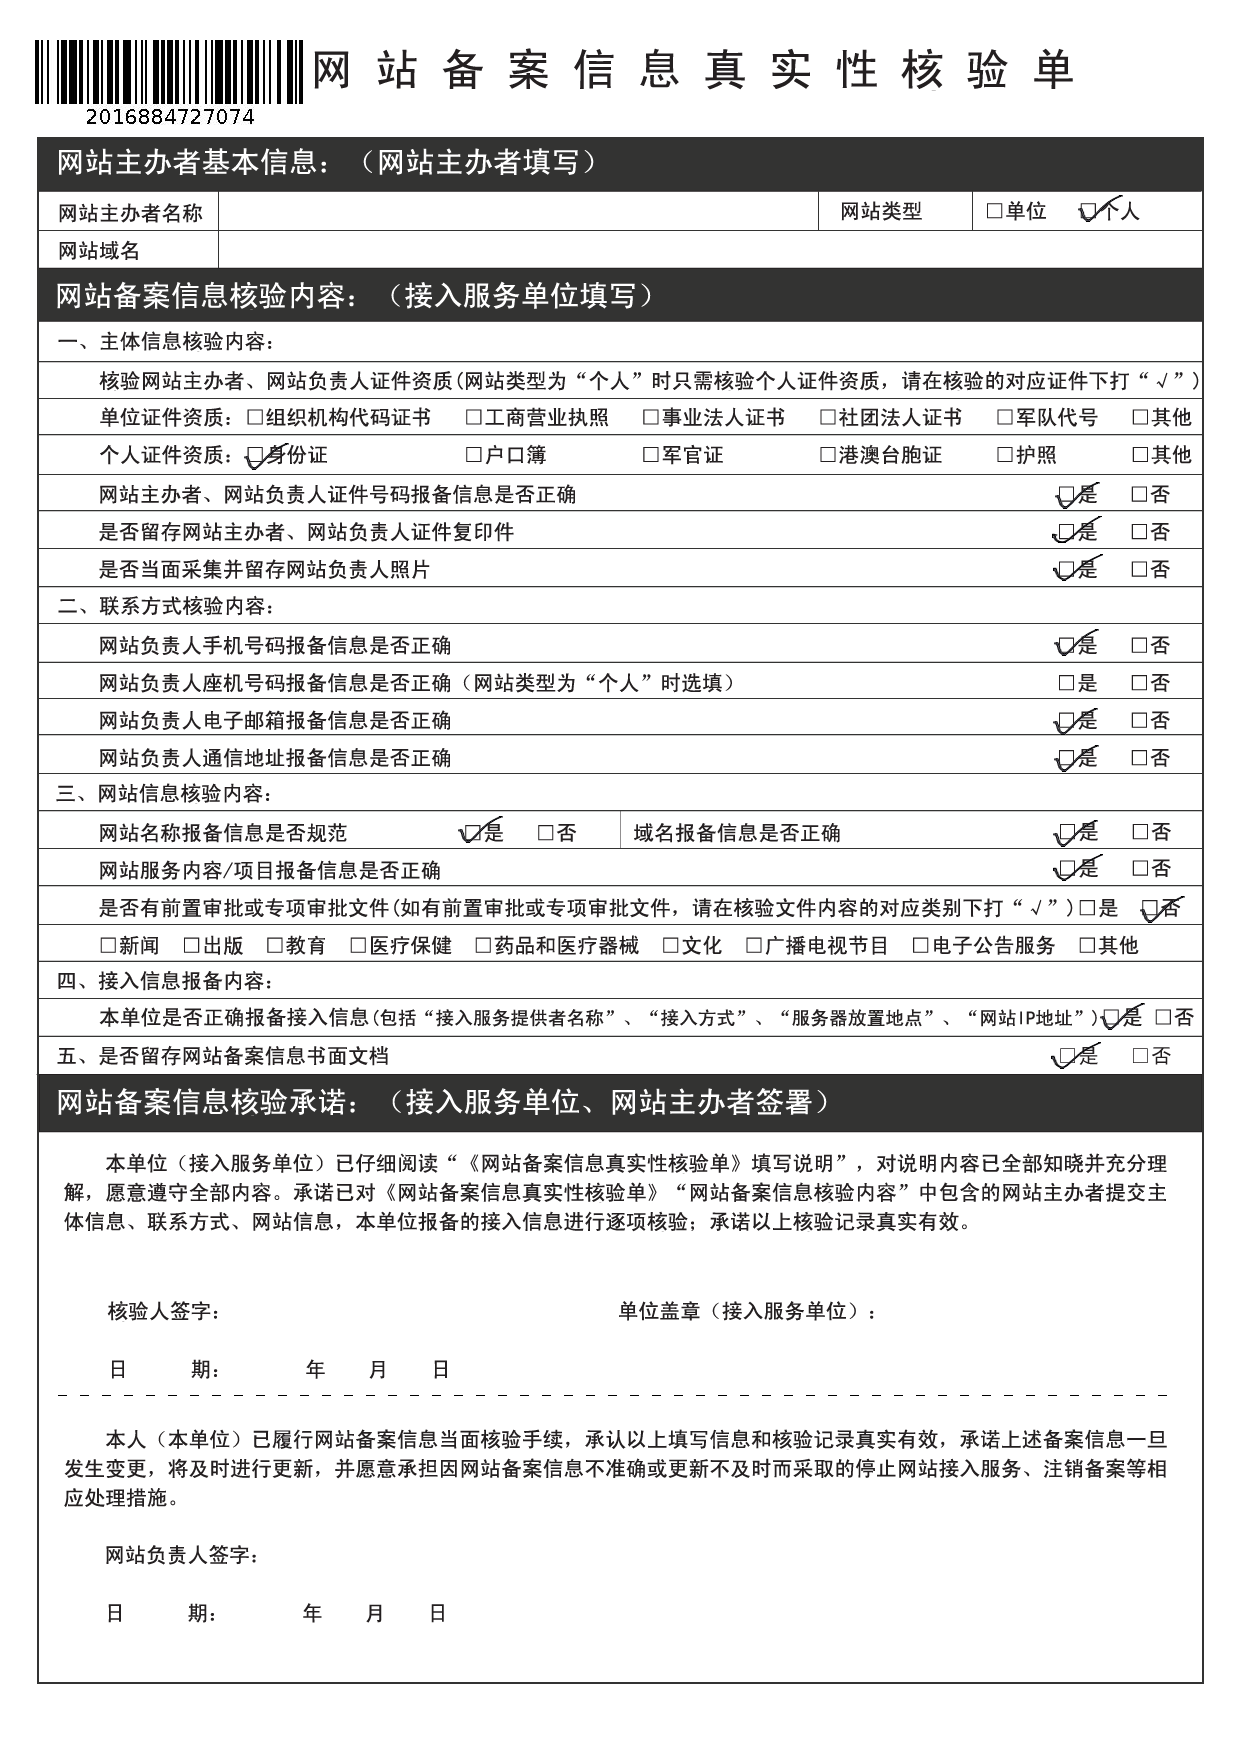 网站备案信息真实性核验单
2016884727074
网站主办者基本信息：（网站主办者填写）
网站主办者名称 网站类型 □单位 ☑个人
网站域名
网站备案信息核验内容：（接入服务单位填写）
一、主体信息核验内容：
核验网站主办者、网站负责人证件资质(网站类型为“个人”时只需核验个人证件资质，请在核验的对应证件下打“√”)
单位证件资质：□组织机构代码证书 □工商营业执照 □事业法人证书 □社团法人证书 □军队代号 □其他
个人证件资质：☑身份证 □户口簿 □军官证 □港澳台胞证 □护照 □其他
网站主办者、网站负责人证件号码报备信息是否正确 ☑是 □否
是否留存网站主办者、网站负责人证件复印件 ☑是 □否
是否当面采集并留存网站负责人照片 ☑是 □否
二、联系方式核验内容：
网站负责人手机号码报备信息是否正确 ☑是 □否
网站负责人座机号码报备信息是否正确（网站类型为“个人”时选填） □是 □否
网站负责人电子邮箱报备信息是否正确 ☑是 □否
网站负责人通信地址报备信息是否正确 ☑是 □否
三、网站信息核验内容：
网站名称报备信息是否规范 ☑是 □否 域名报备信息是否正确 ☑是 □否
网站服务内容/项目报备信息是否正确 ☑是 □否
是否有前置审批或专项审批文件(如有前置审批或专项审批文件，请在核验文件内容的对应类别下打“√”)□是 ☑否
□新闻 □出版 □教育 □医疗保健 □药品和医疗器械 □文化 □广播电视节目 □电子公告服务 □其他
四、接入信息报备内容：
本单位是否正确报备接入信息(包括“接入服务提供者名称”、“接入方式”、“服务器放置地点”、“网站IP地址”)☑是 □否
五、是否留存网站备案信息书面文档 ☑是 □否
网站备案信息核验承诺：（接入服务单位、网站主办者签署）
本单位（接入服务单位）已仔细阅读“《网站备案信息真实性核验单》填写说明”，对说明内容已全部知晓并充分理
解，愿意遵守全部内容。承诺已对《网站备案信息真实性核验单》“网站备案信息核验内容”中包含的网站主办者提交主
体信息、联系方式、网站信息，本单位报备的接入信息进行逐项核验；承诺以上核验记录真实有效。
核验人签字： 单位盖章（接入服务单位）：
日 期： 年 月 日
本人（本单位）已履行网站备案信息当面核验手续，承认以上填写信息和核验记录真实有效，承诺上述备案信息一旦
发生变更，将及时进行更新，并愿意承担因网站备案信息不准确或更新不及时而采取的停止网站接入服务、注销备案等相
应处理措施。
网站负责人签字：
日 期： 年 月 日